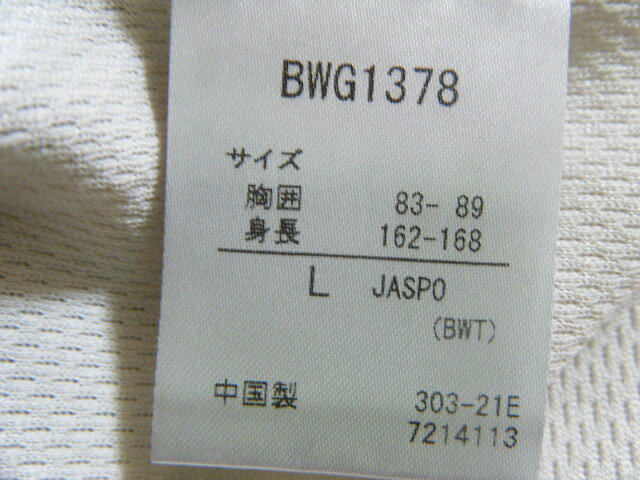 BWG1378
サイズ
胸囲 83- 89
身長 162-168
L JASPO
(BWT)
中国製 303-21E
7214113